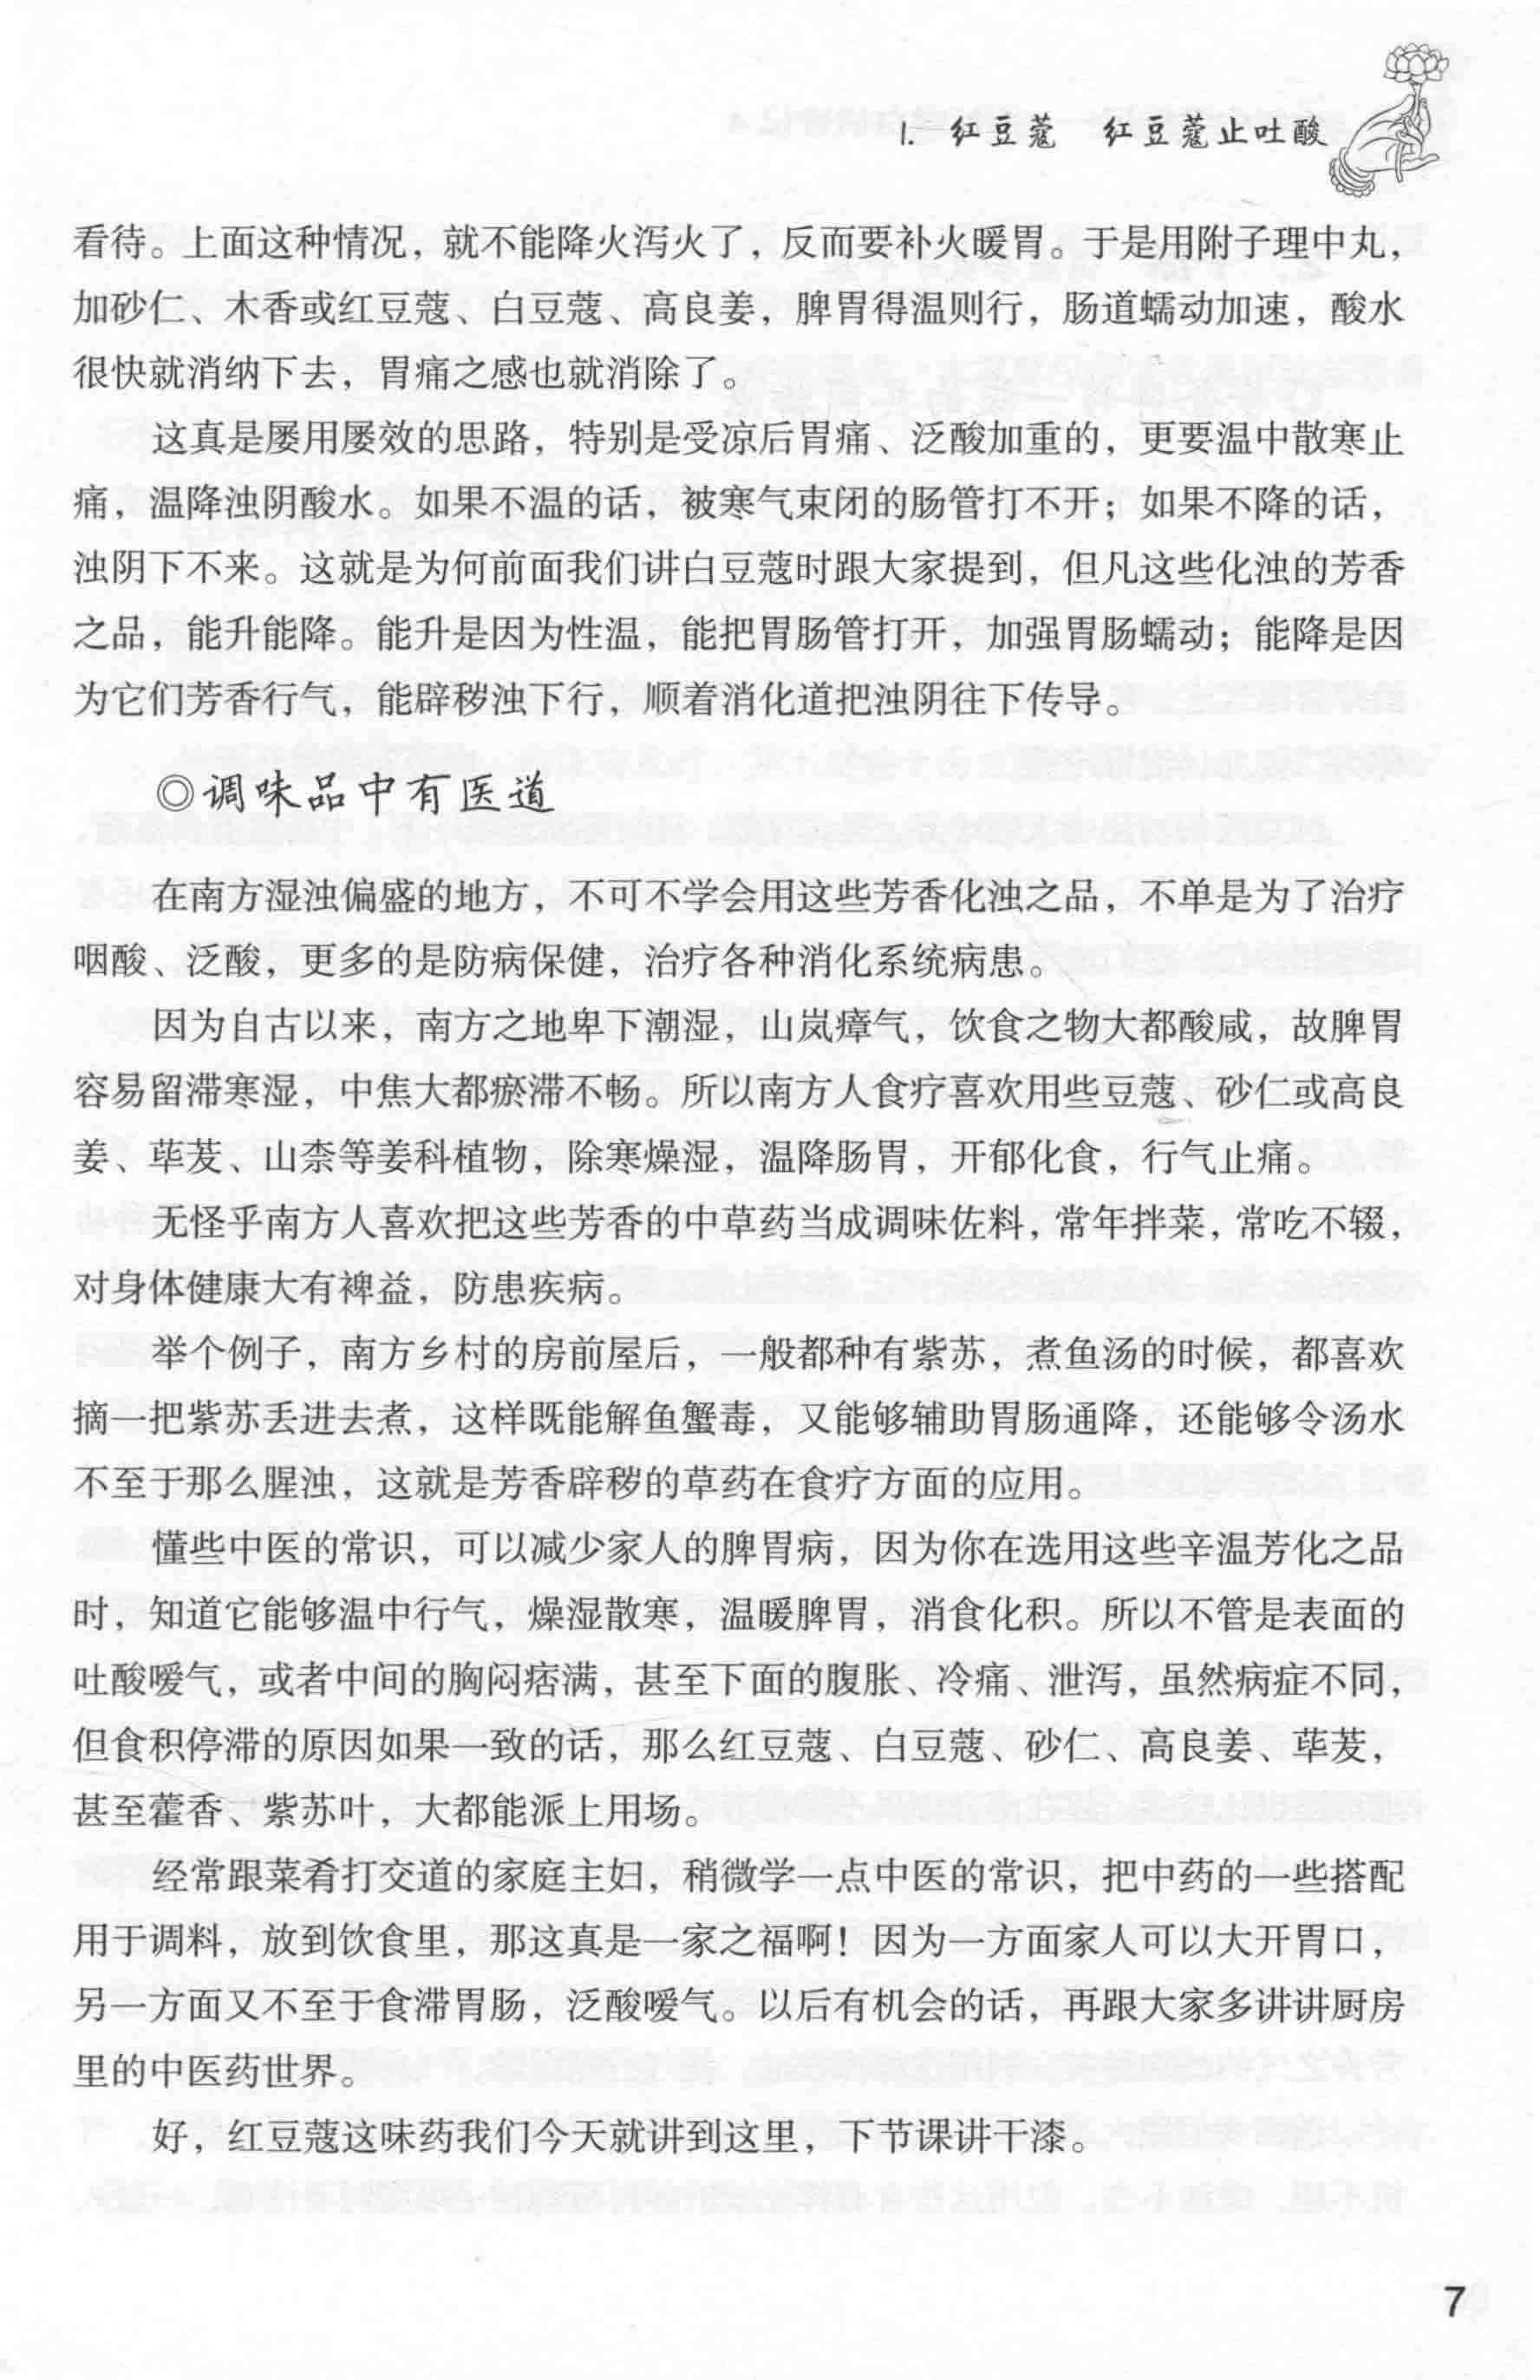 1. 红豆蔻　红豆蔻止吐酸
看待。上面这种情况，就不能降火泻火了，反而要补火暖胃。于是用附子理中丸，
加砂仁、木香或红豆蔻、白豆蔻、高良姜，脾胃得温则行，肠道蠕动加速，酸水
很快就消纳下去，胃痛之感也就消除了。
这真是屡用屡效的思路，特别是受凉后胃痛、泛酸加重的，更要温中散寒止
痛，温降浊阴酸水。如果不温的话，被寒气束闭的肠管打不开；如果不降的话，
浊阴下不来。这就是为何前面我们讲白豆蔻时跟大家提到，但凡这些化浊的芳香
之品，能升能降。能升是因为性温，能把胃肠管打开，加强胃肠蠕动；能降是因
为它们芳香行气，能辟秽浊下行，顺着消化道把浊阴往下传导。
◎调味品中有医道
在南方湿浊偏盛的地方，不可不学会用这些芳香化浊之品，不单是为了治疗
咽酸、泛酸，更多的是防病保健，治疗各种消化系统病患。
因为自古以来，南方之地卑下潮湿，山岚瘴气，饮食之物大都酸咸，故脾胃
容易留滞寒湿，中焦大都瘀滞不畅。所以南方人食疗喜欢用些豆蔻、砂仁或高良
姜、荜茇、山柰等姜科植物，除寒燥湿，温降肠胃，开郁化食，行气止痛。
无怪乎南方人喜欢把这些芳香的中草药当成调味佐料，常年拌菜，常吃不辍，
对身体健康大有裨益，防患疾病。
举个例子，南方乡村的房前屋后，一般都种有紫苏，煮鱼汤的时候，都喜欢
摘一把紫苏丢进去煮，这样既能解鱼蟹毒，又能够辅助胃肠通降，还能够令汤水
不至于那么腥浊，这就是芳香辟秽的草药在食疗方面的应用。
懂些中医的常识，可以减少家人的脾胃病，因为你在选用这些辛温芳化之品
时，知道它能够温中行气，燥湿散寒，温暖脾胃，消食化积。所以不管是表面的
吐酸嗳气，或者中间的胸闷痞满，甚至下面的腹胀、冷痛、泄泻，虽然病症不同，
但食积停滞的原因如果一致的话，那么红豆蔻、白豆蔻、砂仁、高良姜、荜茇，
甚至藿香、紫苏叶，大都能派上用场。
经常跟菜肴打交道的家庭主妇，稍微学一点中医的常识，把中药的一些搭配
用于调料，放到饮食里，那这真是一家之福啊！因为一方面家人可以大开胃口，
另一方面又不至于食滞胃肠，泛酸嗳气。以后有机会的话，再跟大家多讲讲厨房
里的中医药世界。
好，红豆蔻这味药我们今天就讲到这里，下节课讲干漆。
7